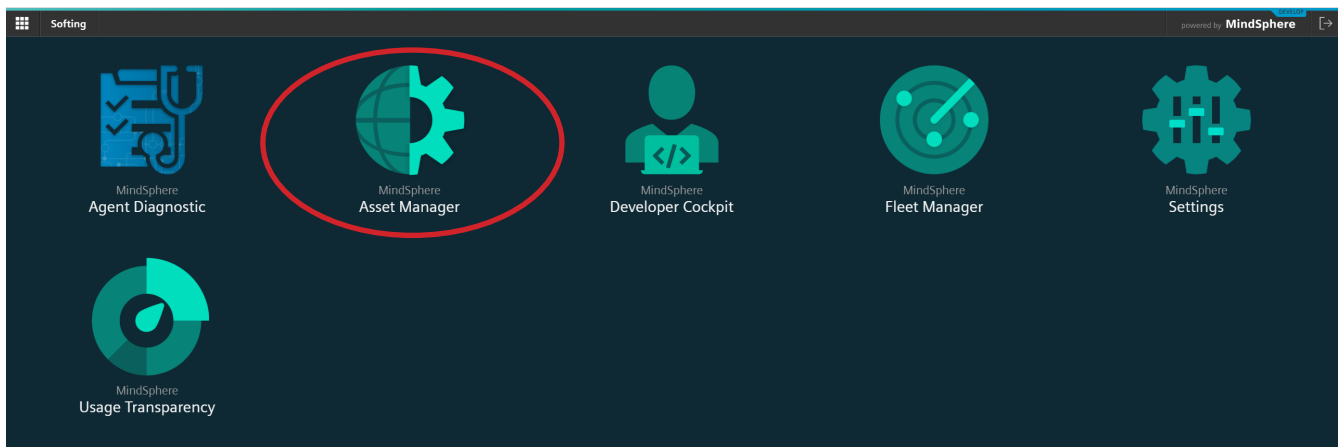 Softing
DEVELOP
powered by MindSphere
MindSphere
Agent Diagnostic
MindSphere
Asset Manager
</>
MindSphere
Developer Cockpit
MindSphere
Fleet Manager
MindSphere
Settings
MindSphere
Usage Transparency